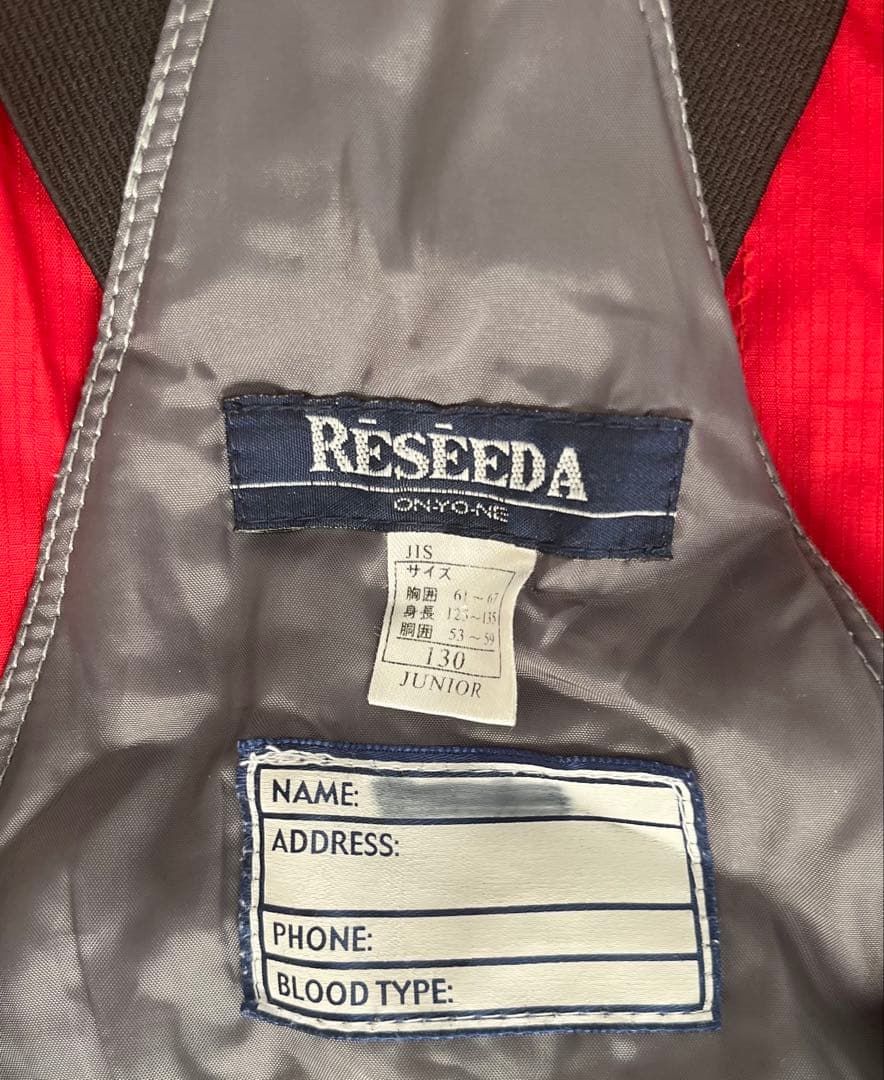 RĒSĒEDA
ON·YO·NE
JIS
サイズ
胸囲 61~67
身長 125~135
胴囲 53~59
130
JUNIOR
NAME:
ADDRESS:
PHONE:
BLOOD TYPE: